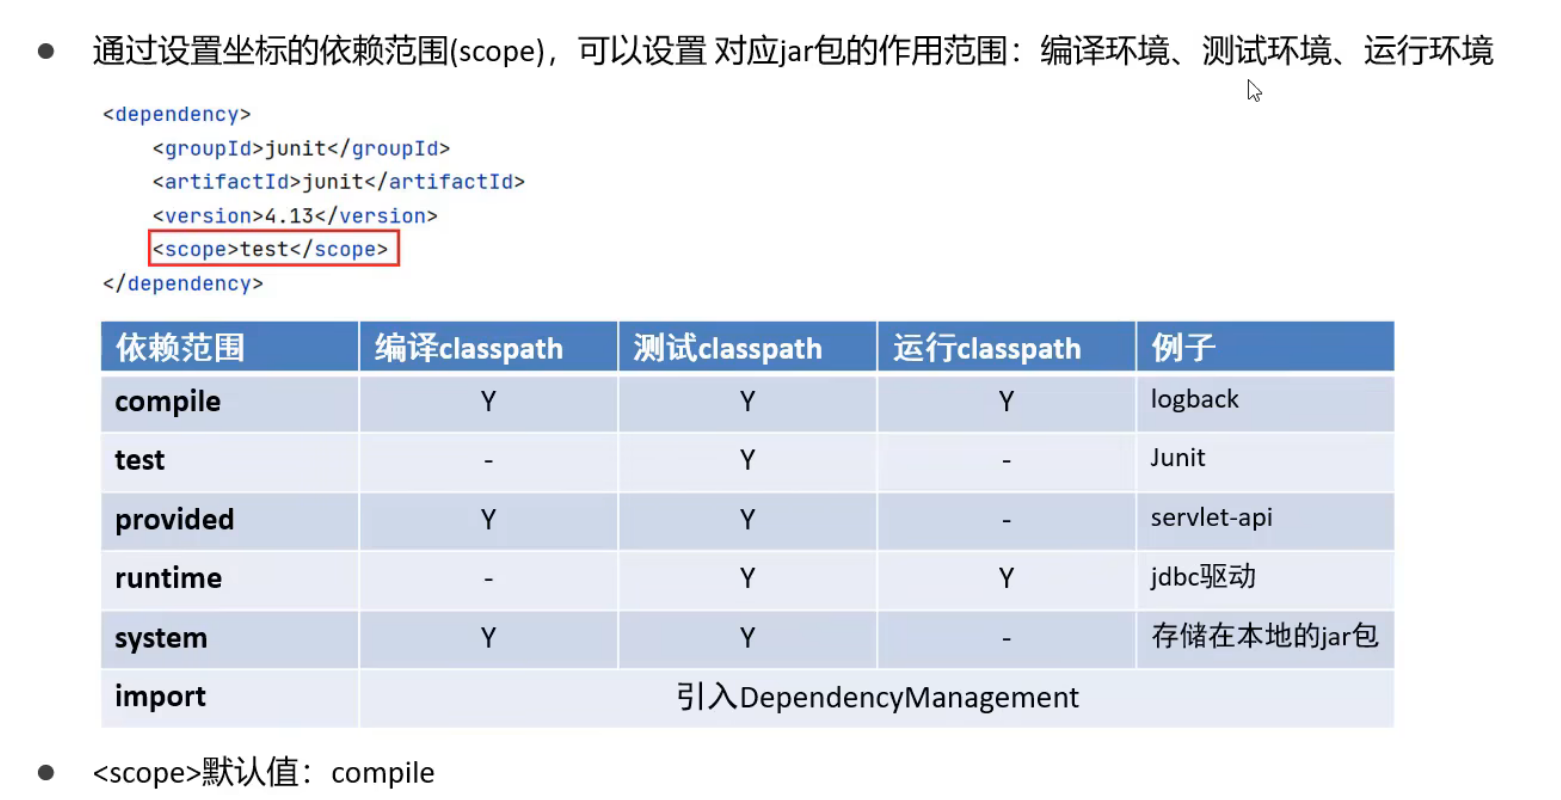 通过设置坐标的依赖范围(scope)，可以设置 对应jar包的作用范围：编译环境、测试环境、运行环境
<dependency>
<groupId>junit</groupId>
<artifactId>junit</artifactId>
<version>4.13</version>
<scope>test</scope>
</dependency>
依赖范围 编译classpath 测试classpath 运行classpath 例子
compile Y Y Y logback
test - Y - Junit
provided Y Y - servlet-api
runtime - Y Y jdbc驱动
system Y Y - 存储在本地的jar包
import 引入DependencyManagement
<scope>默认值：compile